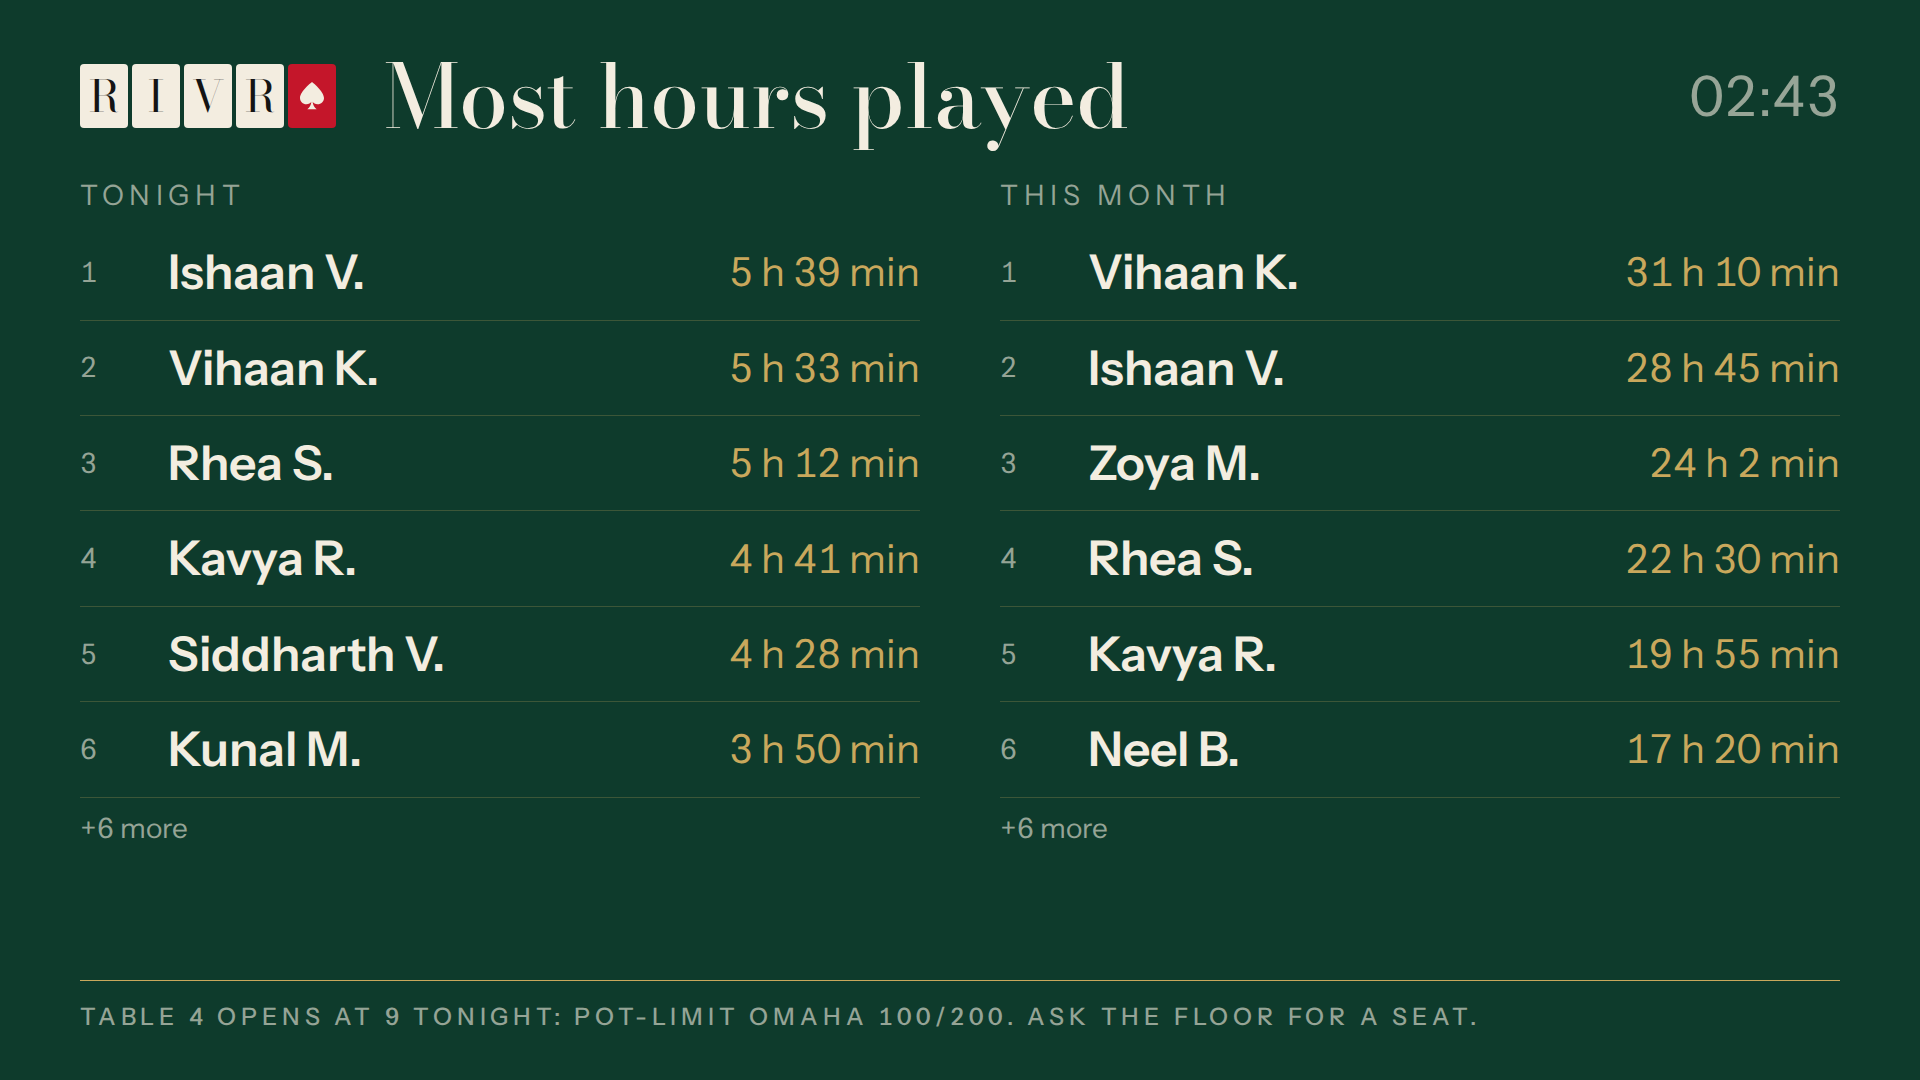 RIVR♠ Most hours played 02:43
TONIGHT
1 Ishaan V. 5 h 39 min
2 Vihaan K. 5 h 33 min
3 Rhea S. 5 h 12 min
4 Kavya R. 4 h 41 min
5 Siddharth V. 4 h 28 min
6 Kunal M. 3 h 50 min
+6 more
THIS MONTH
1 Vihaan K. 31 h 10 min
2 Ishaan V. 28 h 45 min
3 Zoya M. 24 h 2 min
4 Rhea S. 22 h 30 min
5 Kavya R. 19 h 55 min
6 Neel B. 17 h 20 min
+6 more
TABLE 4 OPENS AT 9 TONIGHT: POT-LIMIT OMAHA 100/200. ASK THE FLOOR FOR A SEAT.